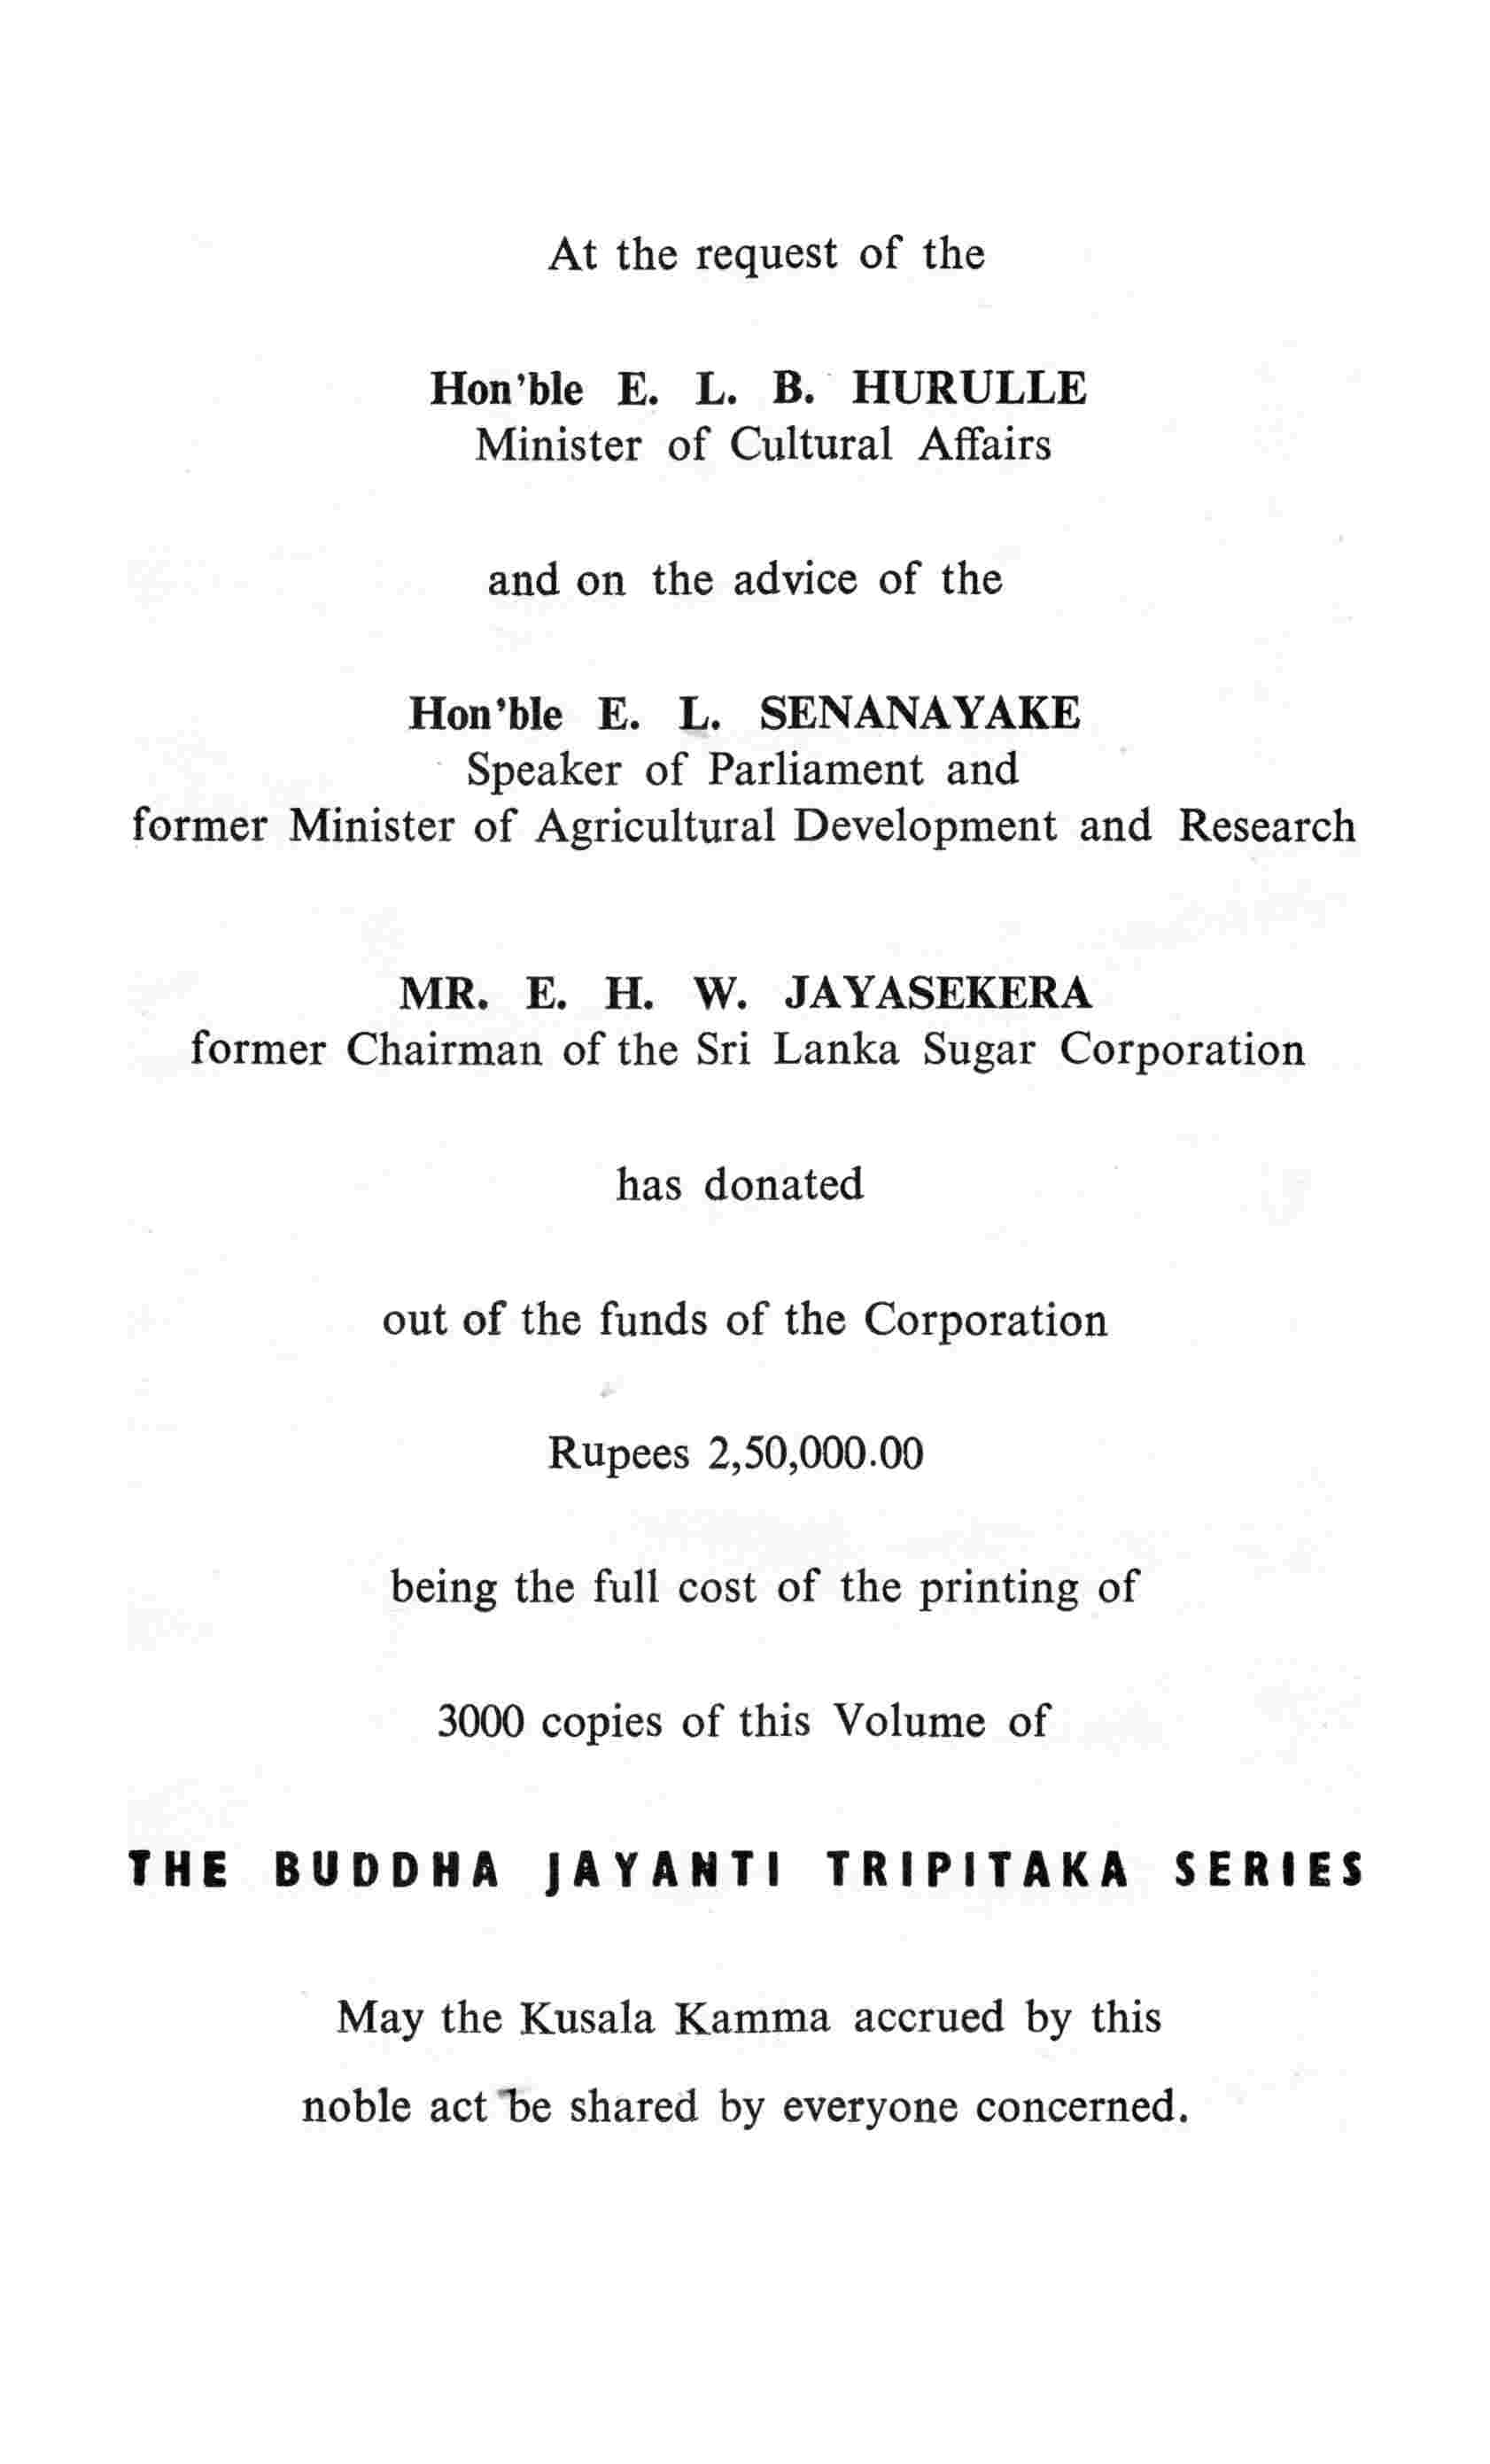 At the request of the
Hon'ble E. L. B. HURULLE
Minister of Cultural Affairs
and on the advice of the
Hon'ble E. L. SENANAYAKE
Speaker of Parliament and
former Minister of Agricultural Development and Research
MR. E. H. W. JAYASEKERA
former Chairman of the Sri Lanka Sugar Corporation
has donated
out of the funds of the Corporation
Rupees 2,50,000.00
being the full cost of the printing of
3000 copies of this Volume of
THE BUDDHA JAYANTI TRIPITAKA SERIES
May the Kusala Kamma accrued by this
noble act be shared by everyone concerned.